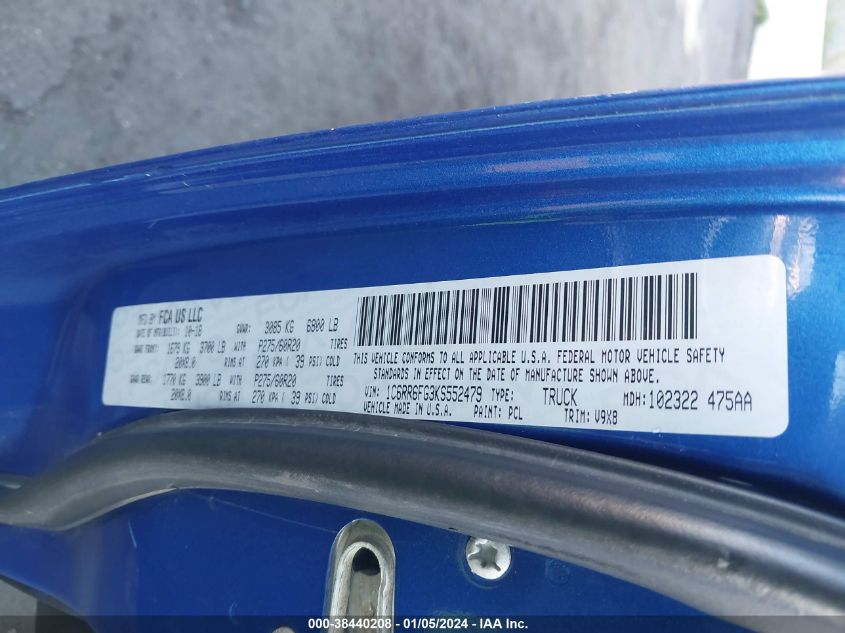 MFD BY FCA US LLC
DATE OF MFR(BUILT): 10-18 GVWR: 3085 KG 6800 LB
GAWR FRONT: 1679 KG 3700 LB WITH P275/60R20 TIRES
20X8.0 RIMS AT 270 KPA ( 39 PSI) COLD
GAWR REAR: 1770 KG 3900 LB WITH P275/60R20 TIRES
20X8.0 RIMS AT 270 KPA ( 39 PSI) COLD
THIS VEHICLE CONFORMS TO ALL APPLICABLE U.S.A. FEDERAL MOTOR VEHICLE SAFETY
STANDARDS IN EFFECT ON THE DATE OF MANUFACTURE SHOWN ABOVE.
VIN: 1C6RR6FG3KS552479 TYPE: TRUCK MDH:102322 475AA
VEHICLE MADE IN U.S.A. PAINT: PCL TRIM: V9X8
000-38440208 - 01/05/2024 - IAA Inc.